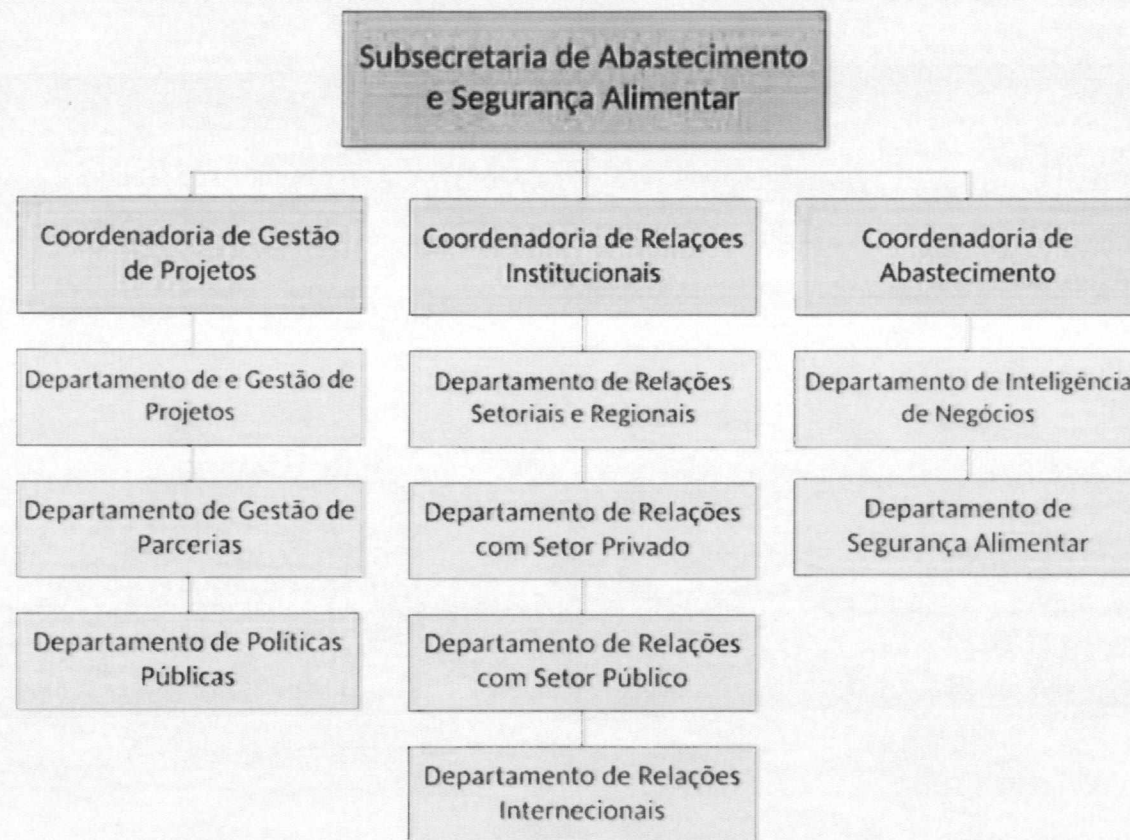 Subsecretaria de Abastecimento
e Segurança Alimentar
Coordenadoria de Gestão
de Projetos
Departamento de e Gestão de
Projetos
Departamento de Gestão de
Parcerias
Departamento de Políticas
Públicas
Coordenadoria de Relaçoes
Institucionais
Departamento de Relações
Setoriais e Regionais
Departamento de Relações
com Setor Privado
Departamento de Relações
com Setor Público
Departamento de Relações
Internecionais
Coordenadoria de
Abastecimento
Departamento de Inteligência
de Negócios
Departamento de
Segurança Alimentar